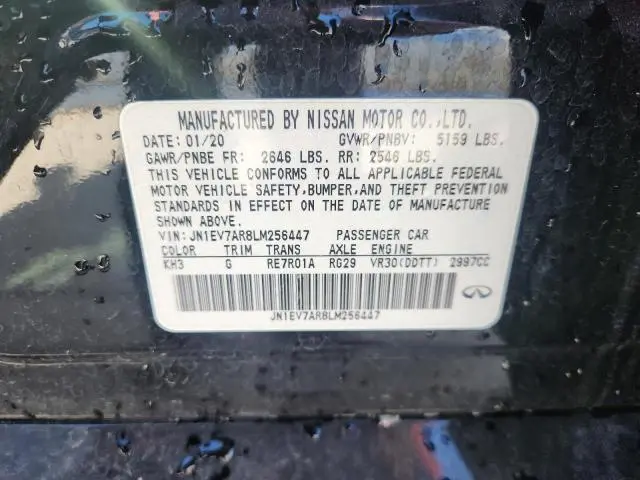 MANUFACTURED BY NISSAN MOTOR CO.,LTD.
DATE: 01/20 GVWR/PNBV: 5159 LBS.
GAWR/PNBE FR: 2646 LBS. RR: 2546 LBS.
THIS VEHICLE CONFORMS TO ALL APPLICABLE FEDERAL
MOTOR VEHICLE SAFETY,BUMPER,AND THEFT PREVENTION
STANDARDS IN EFFECT ON THE DATE OF MANUFACTURE
SHOWN ABOVE.
VIN: JN1EV7AR8LM256447 PASSENGER CAR
COLOR TRIM TRANS AXLE ENGINE
KH3 G RE7R01A RG29 VR30(DDTT) 2997CC
JN1EV7AR8LM256447